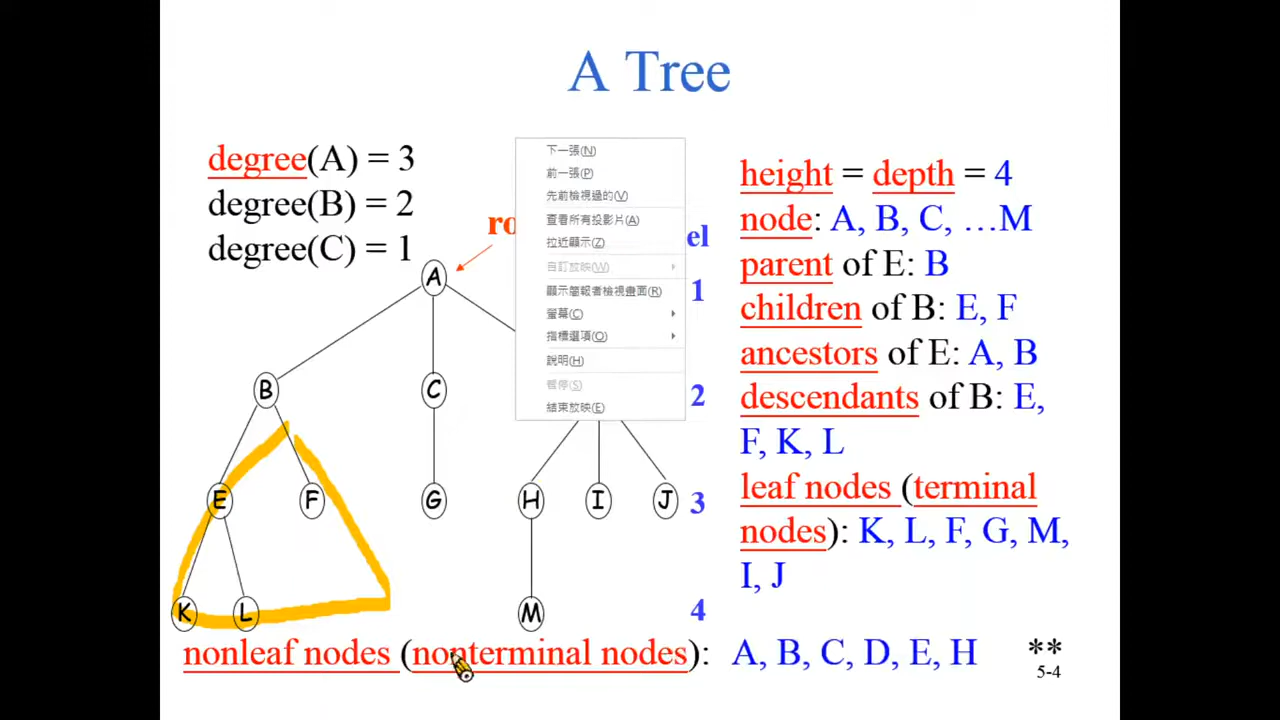 A Tree
degree(A) = 3
degree(B) = 2
degree(C) = 1
下一張(N)
前一張(P)
先前檢視過的(V)
查看所有投影片(A)
拉近顯示(Z)
自訂放映(W)
顯示簡報者檢視畫面(R)
螢幕(C)
指標選項(O)
說明(H)
暫停(S)
結束放映(E)
A
B
C
E
F
G
H
I
J
K
L
M
1
2
3
4
height = depth = 4
node: A, B, C, …M
parent of E: B
children of B: E, F
ancestors of E: A, B
descendants of B: E,
F, K, L
leaf nodes (terminal
nodes): K, L, F, G, M,
I, J
nonleaf nodes (nonterminal nodes): A, B, C, D, E, H
**
5-4